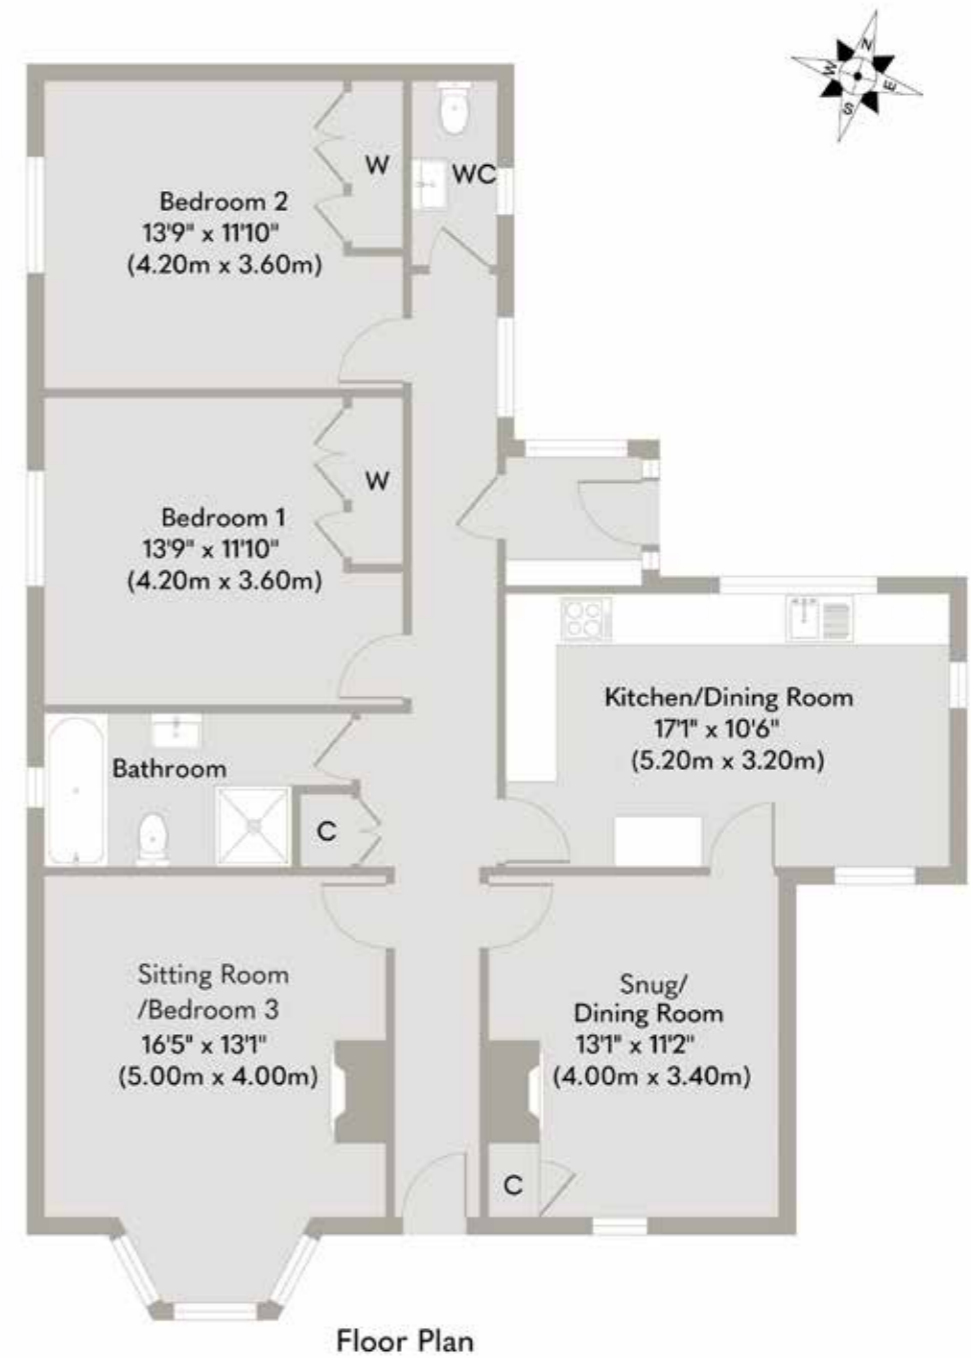 N
W
E
S
Bedroom 2
13'9" x 11'10"
(4.20m x 3.60m)
W
WC
Bedroom 1
13'9" x 11'10"
(4.20m x 3.60m)
W
Kitchen/Dining Room
17'1" x 10'6"
(5.20m x 3.20m)
Bathroom
C
Sitting Room
/Bedroom 3
16'5" x 13'1"
(5.00m x 4.00m)
Snug/
Dining Room
13'1" x 11'2"
(4.00m x 3.40m)
C
Floor Plan